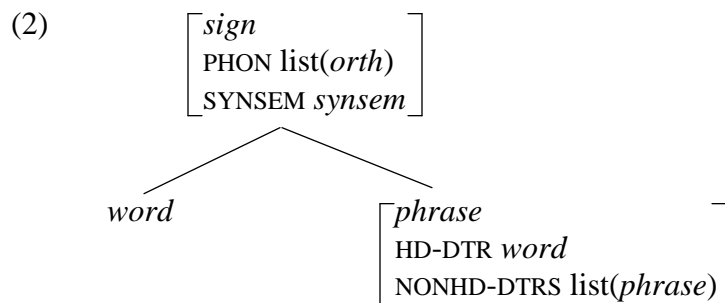 (2)
sign
PHON list(orth)
SYNSEM synsem
word
phrase
HD-DTR word
NONHD-DTRS list(phrase)